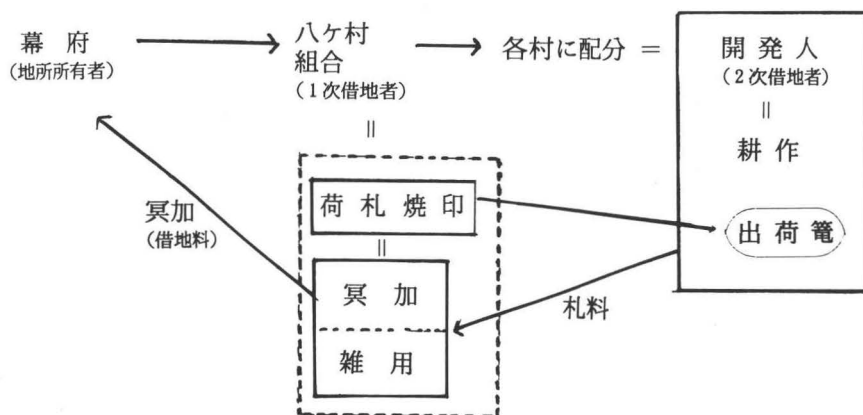 幕府
(地所所有者)
八ケ村
組合
(1次借地者)
各村に配分 =
開発人
(2次借地者)
॥
耕作
出荷篭
॥
荷札焼印
॥
冥加
雑用
冥加
(借地料)
札料